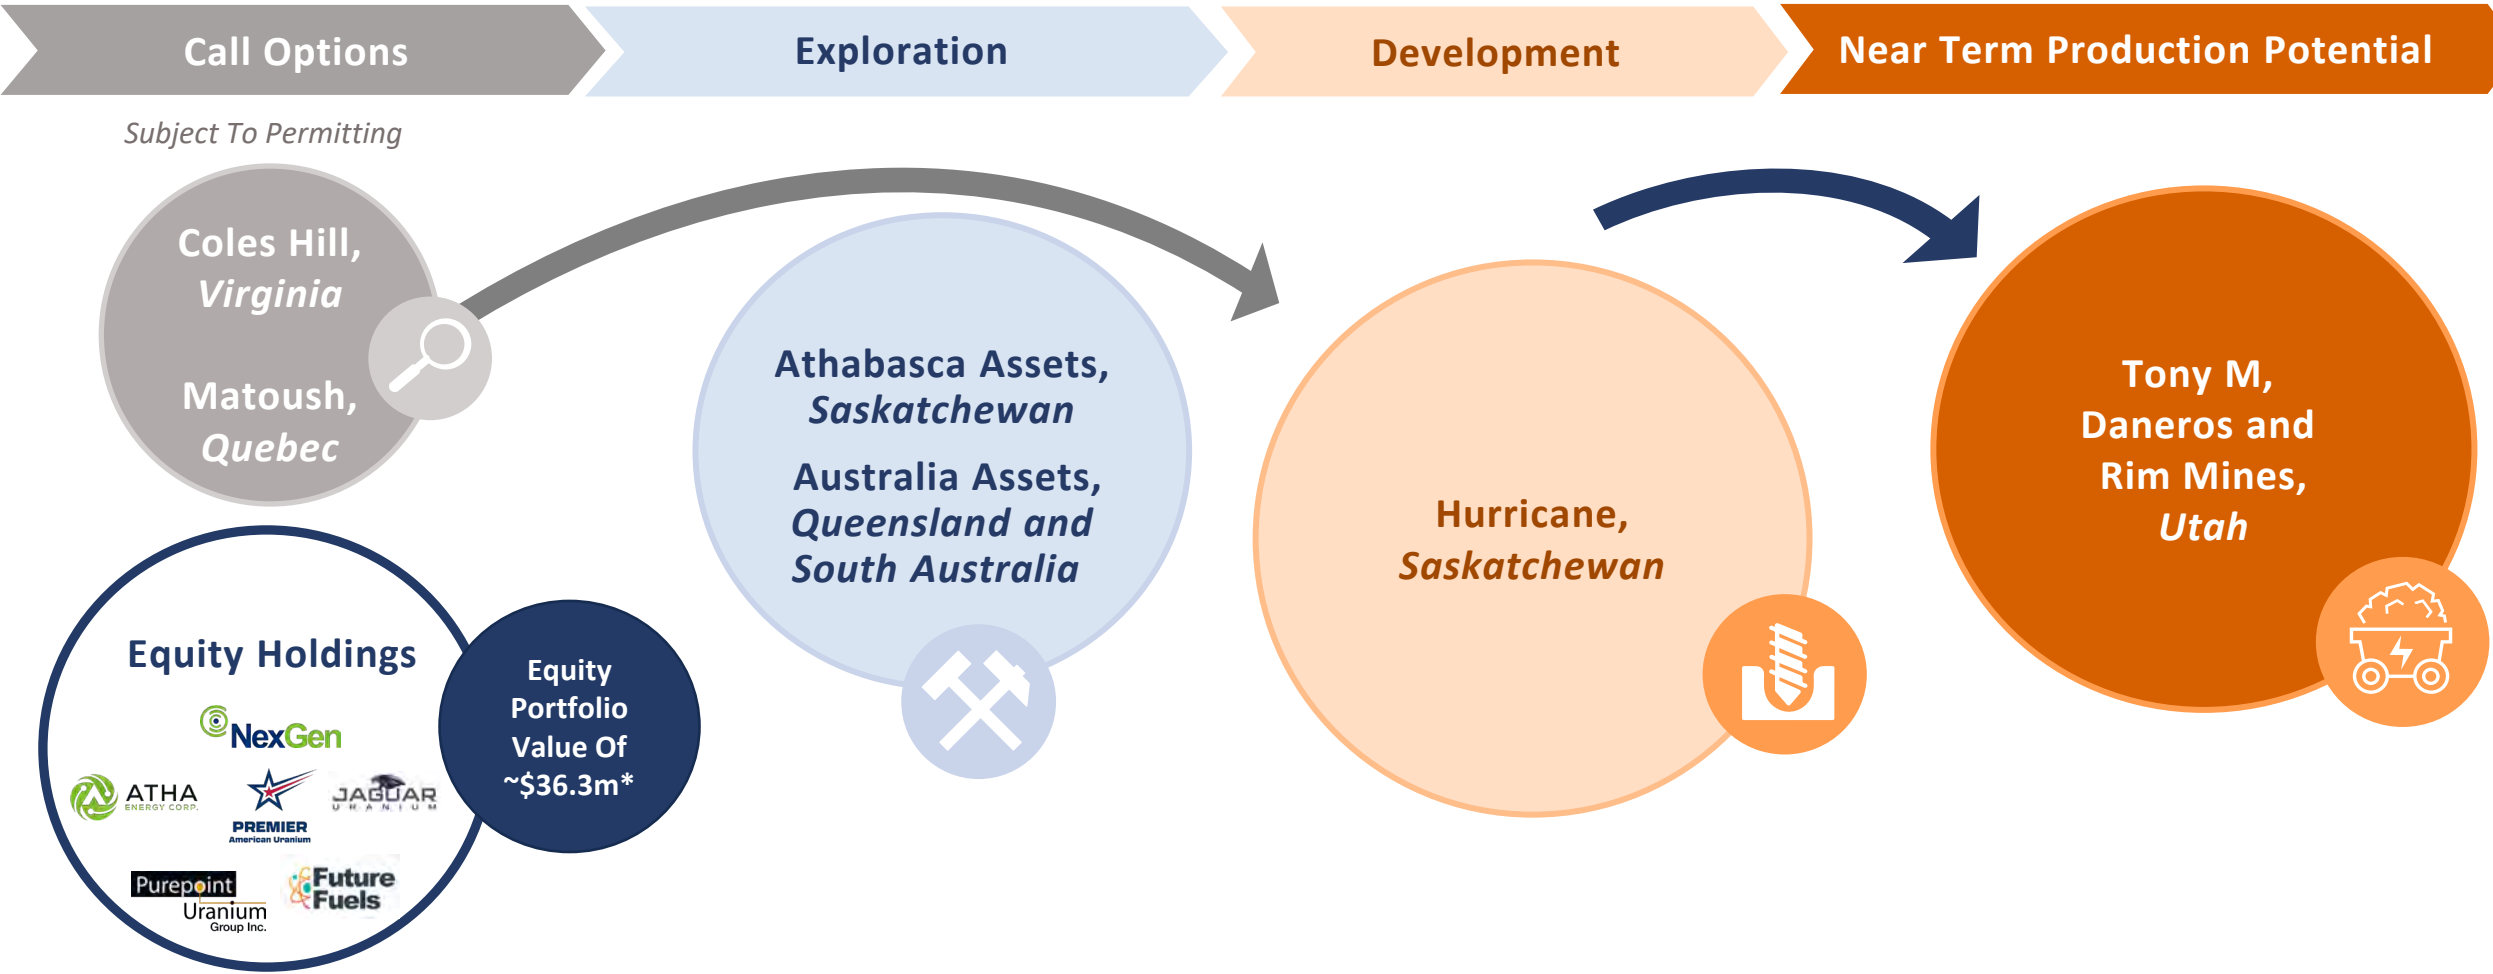 Call Options
Exploration
Development
Near Term Production Potential
Subject To Permitting
Coles Hill,
Virginia
Matoush,
Quebec
Athabasca Assets,
Saskatchewan
Australia Assets,
Queensland and
South Australia
Hurricane,
Saskatchewan
Tony M,
Daneros and
Rim Mines,
Utah
Equity Holdings
NexGen
ATHA
ENERGY CORP.
PREMIER
American Uranium
JAGUAR
URANIUM
Purepoint
Uranium
Group Inc.
Future
Fuels
Equity
Portfolio
Value Of
~$36.3m*